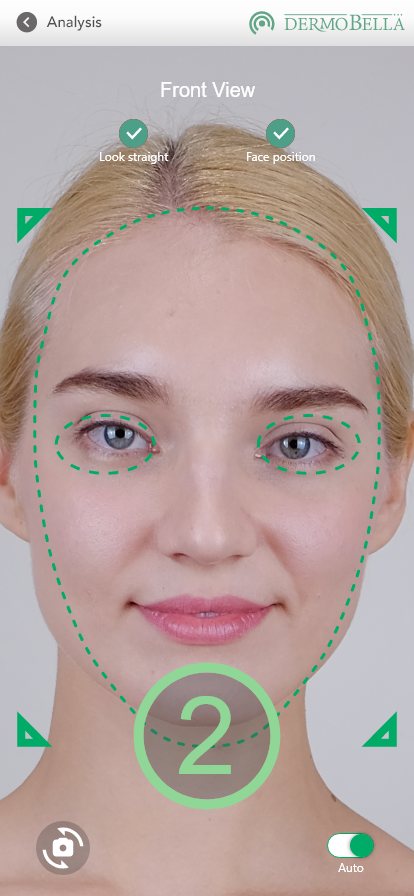 Analysis
DERMOBELLA
Front View
Look straight
Face position
2
Auto